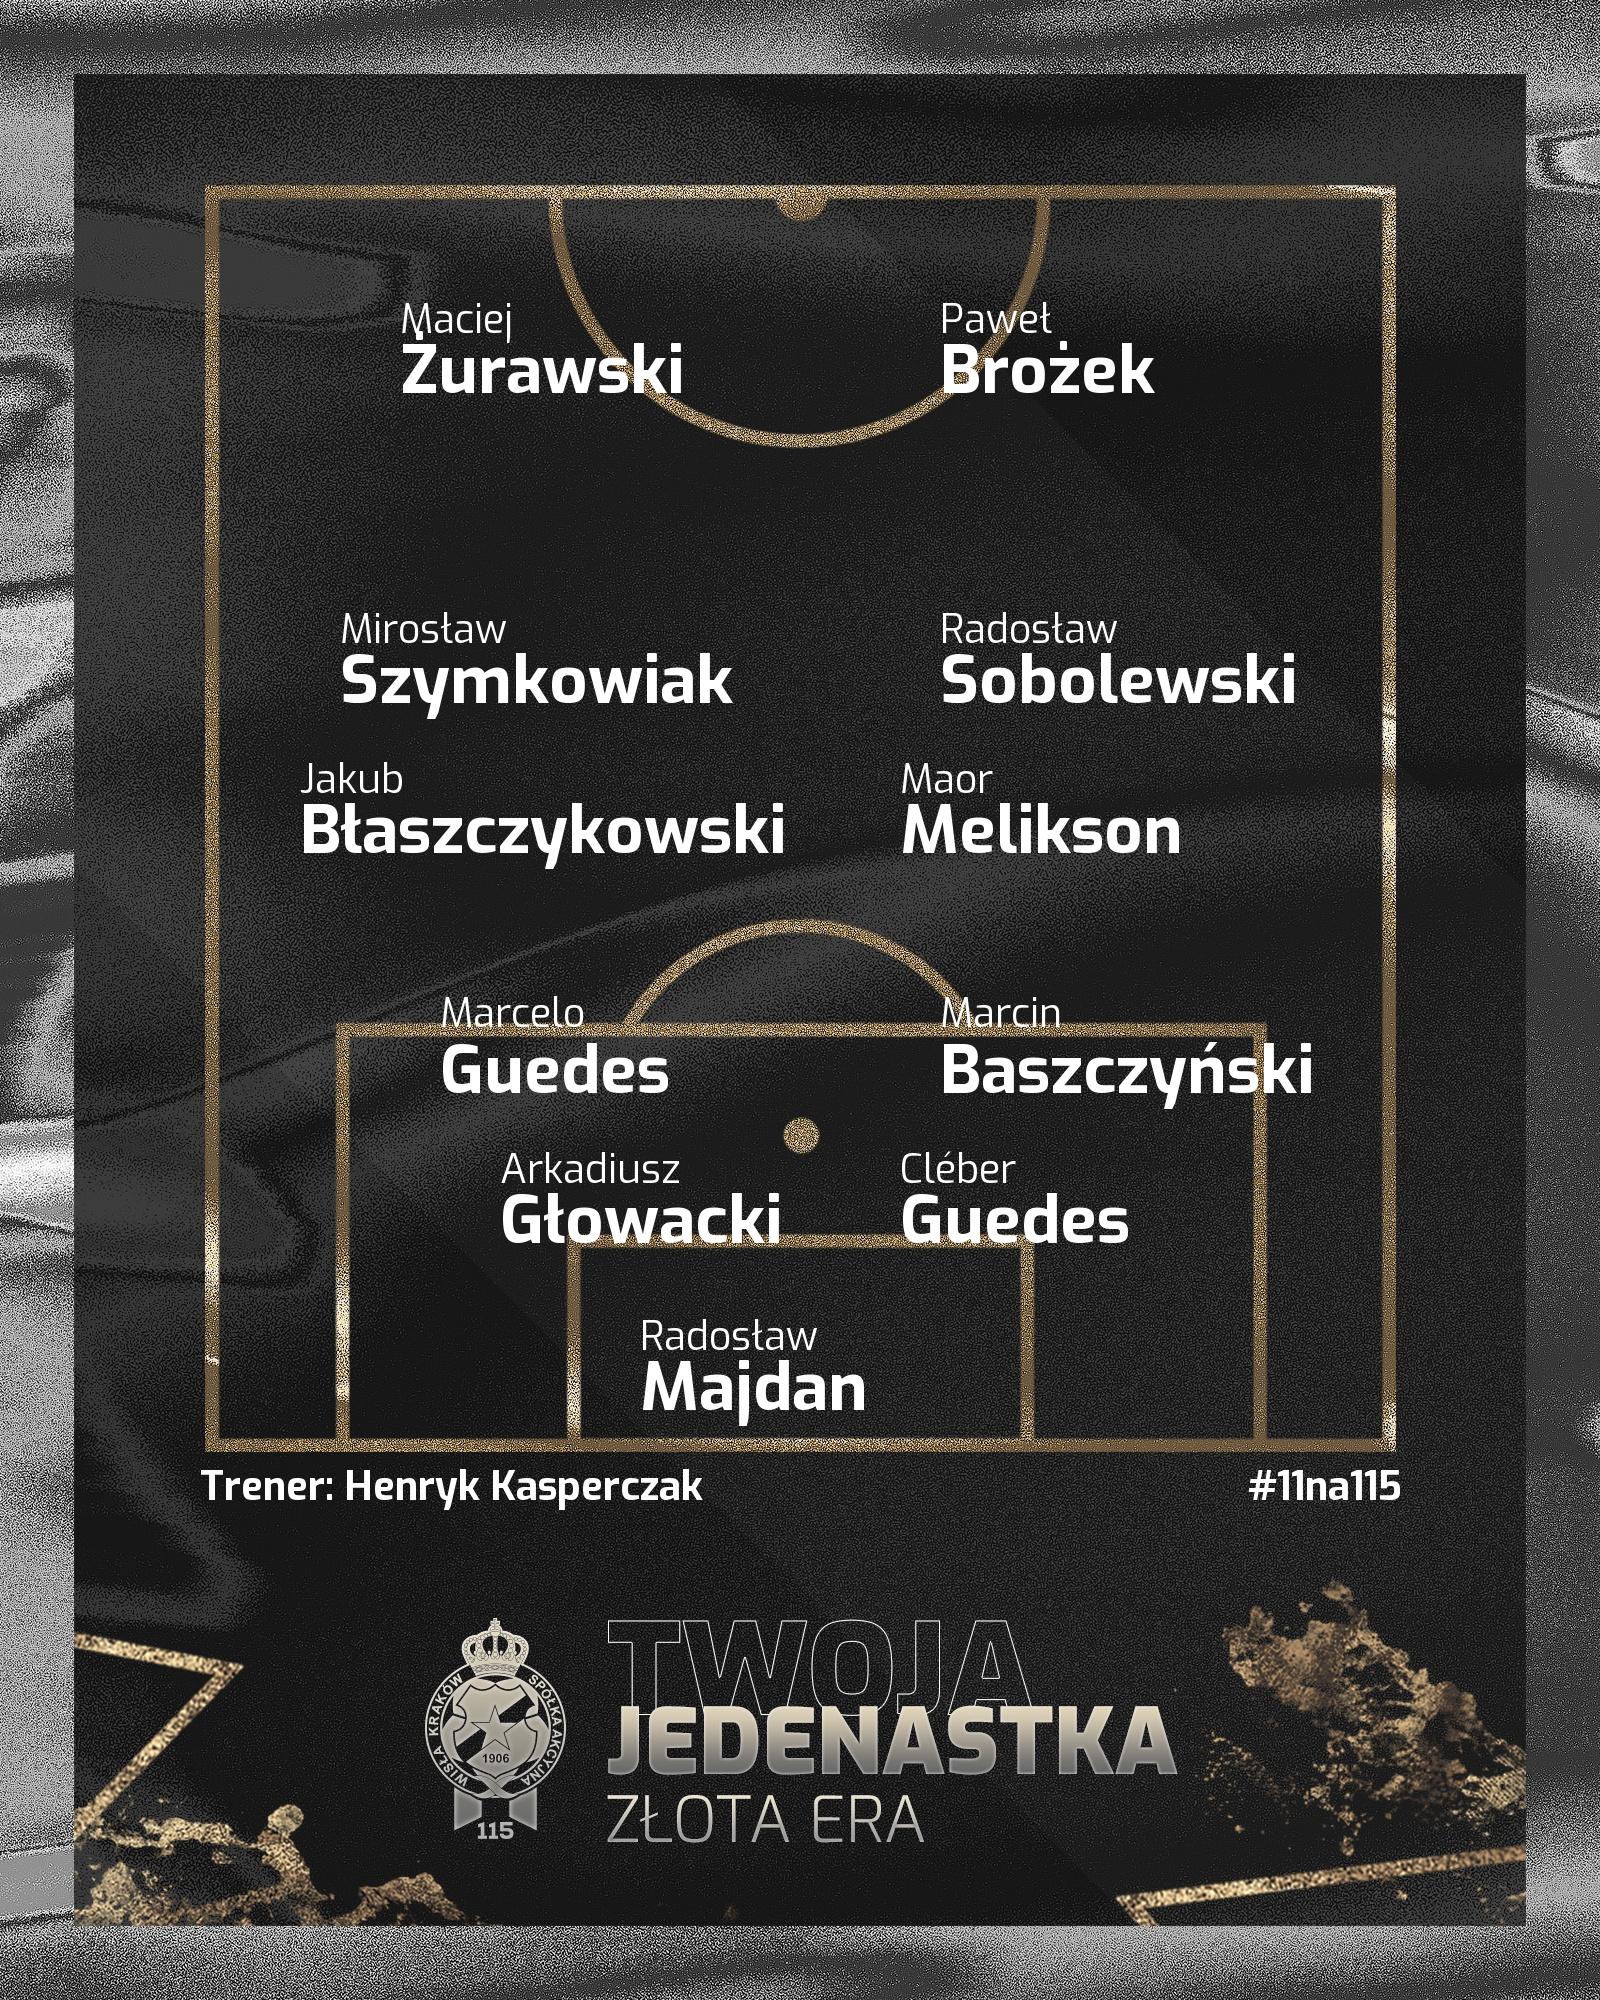 Maciej
Żurawski
Paweł
Brożek
Mirosław
Szymkowiak
Radosław
Sobolewski
Jakub
Błaszczykowski
Maor
Melikson
Marcelo
Guedes
Marcin
Baszczyński
Arkadiusz
Głowacki
Cléber
Guedes
Radosław
Majdan
Trener: Henryk Kasperczak
#11na115
WISŁA KRAKÓW SPÓŁKA AKCYJNA
1906
115
TWOJA
JEDENASTKA
ZŁOTA ERA